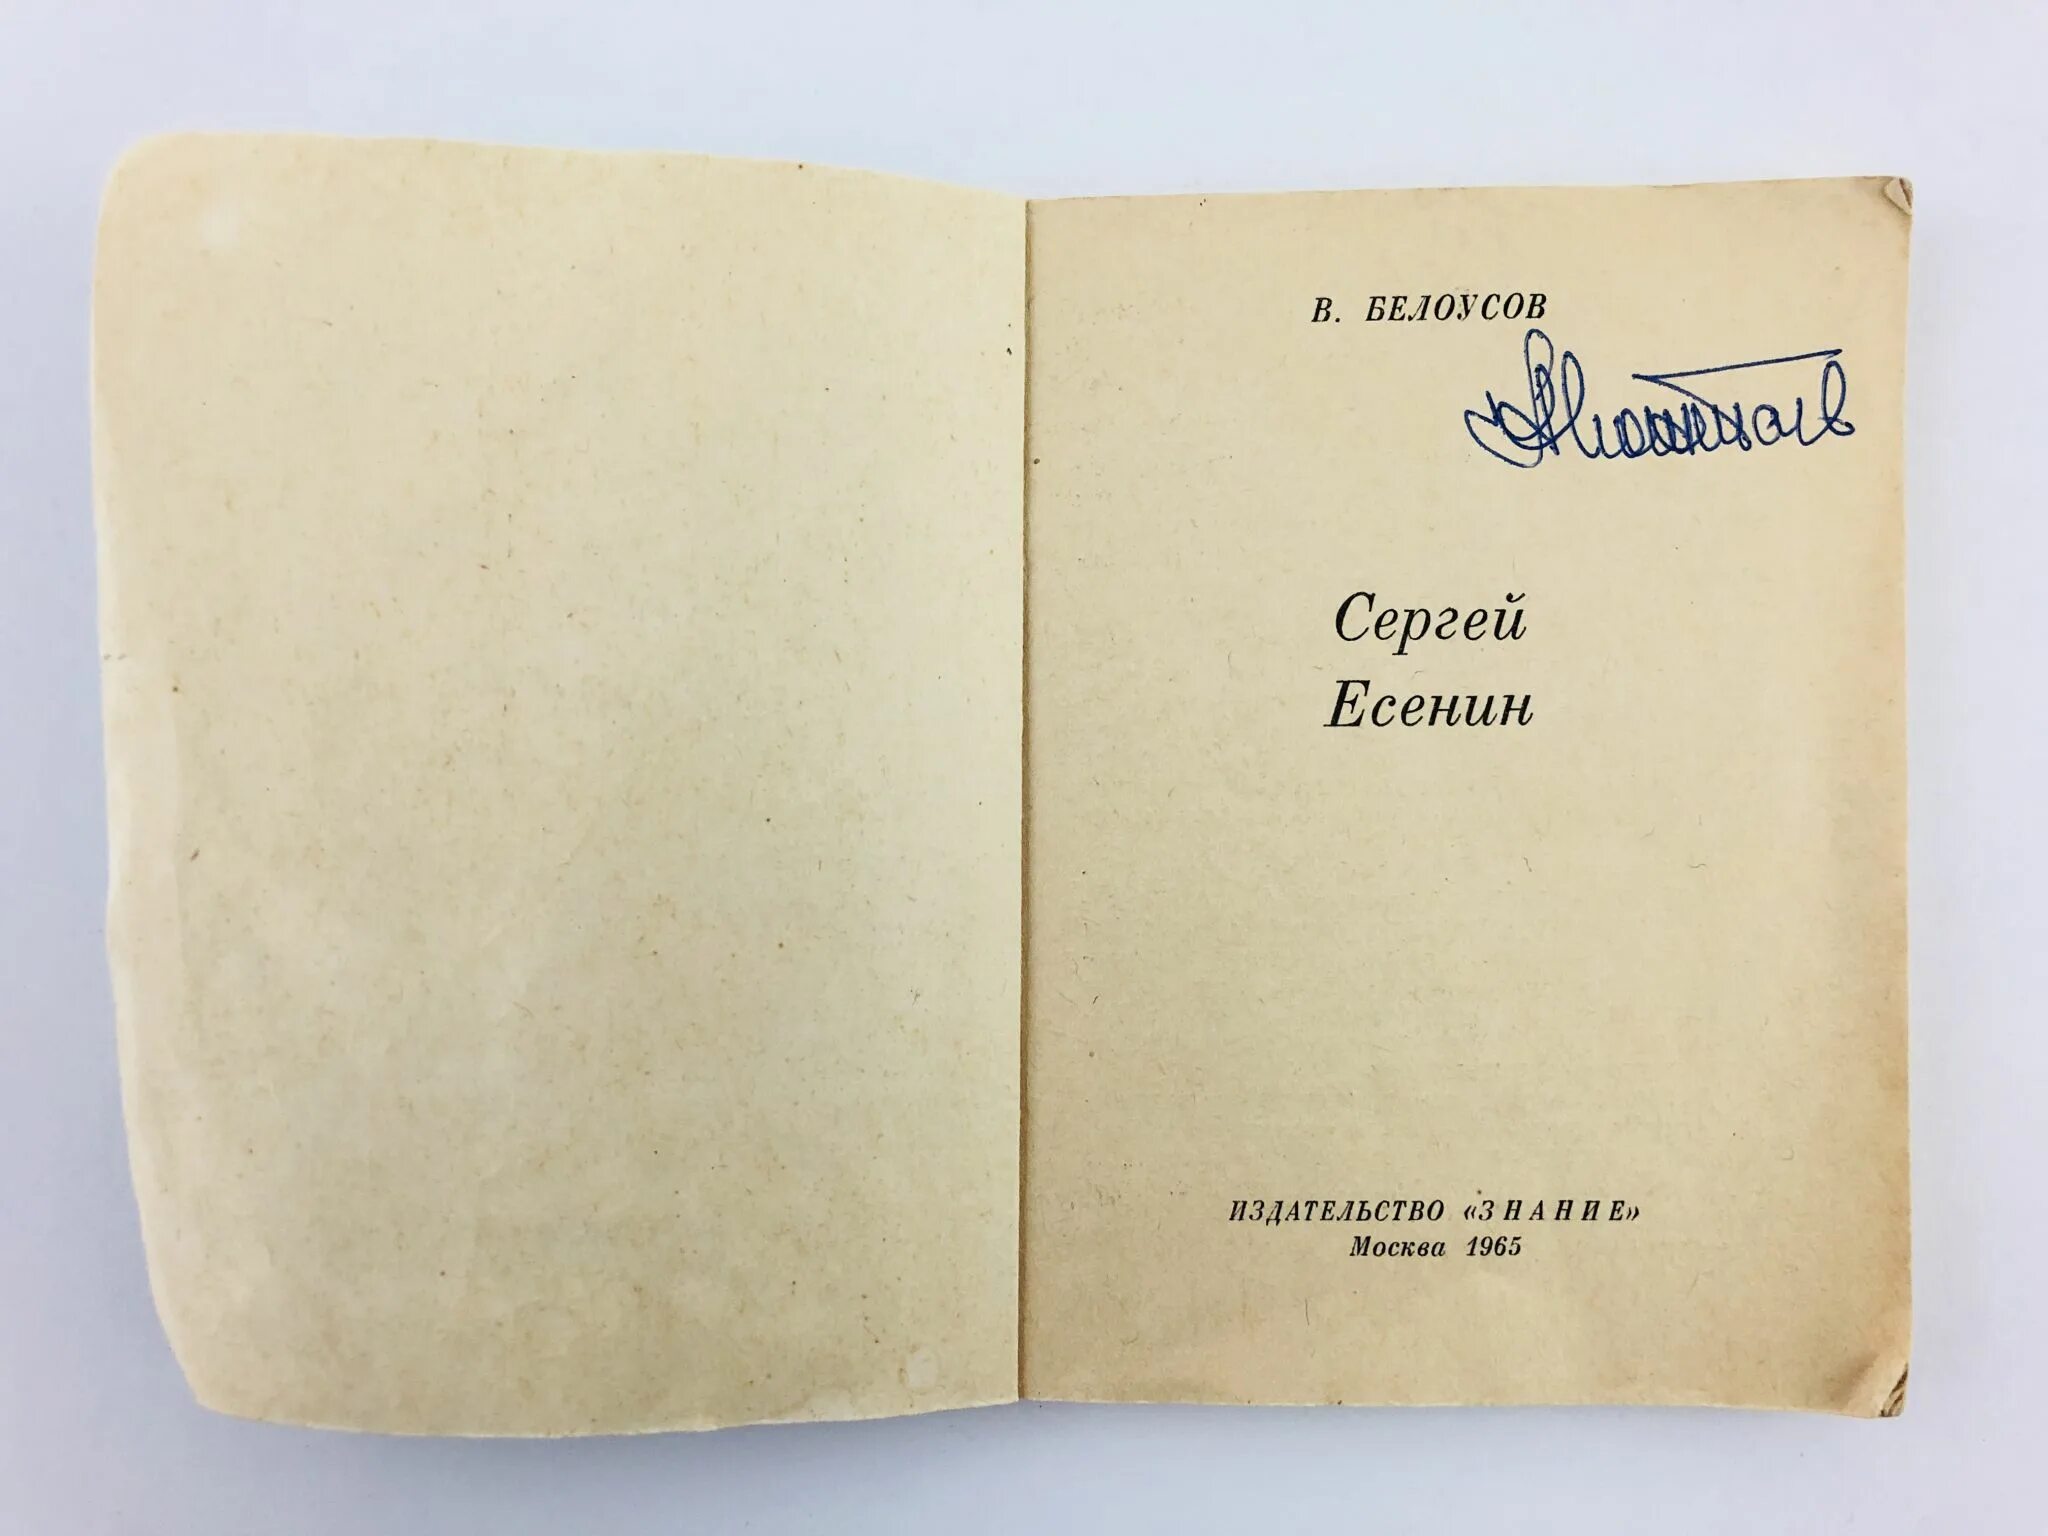 В. БЕЛОУСОВ
Сергей
Есенин
ИЗДАТЕЛЬСТВО «ЗНАНИЕ»
Москва 1965